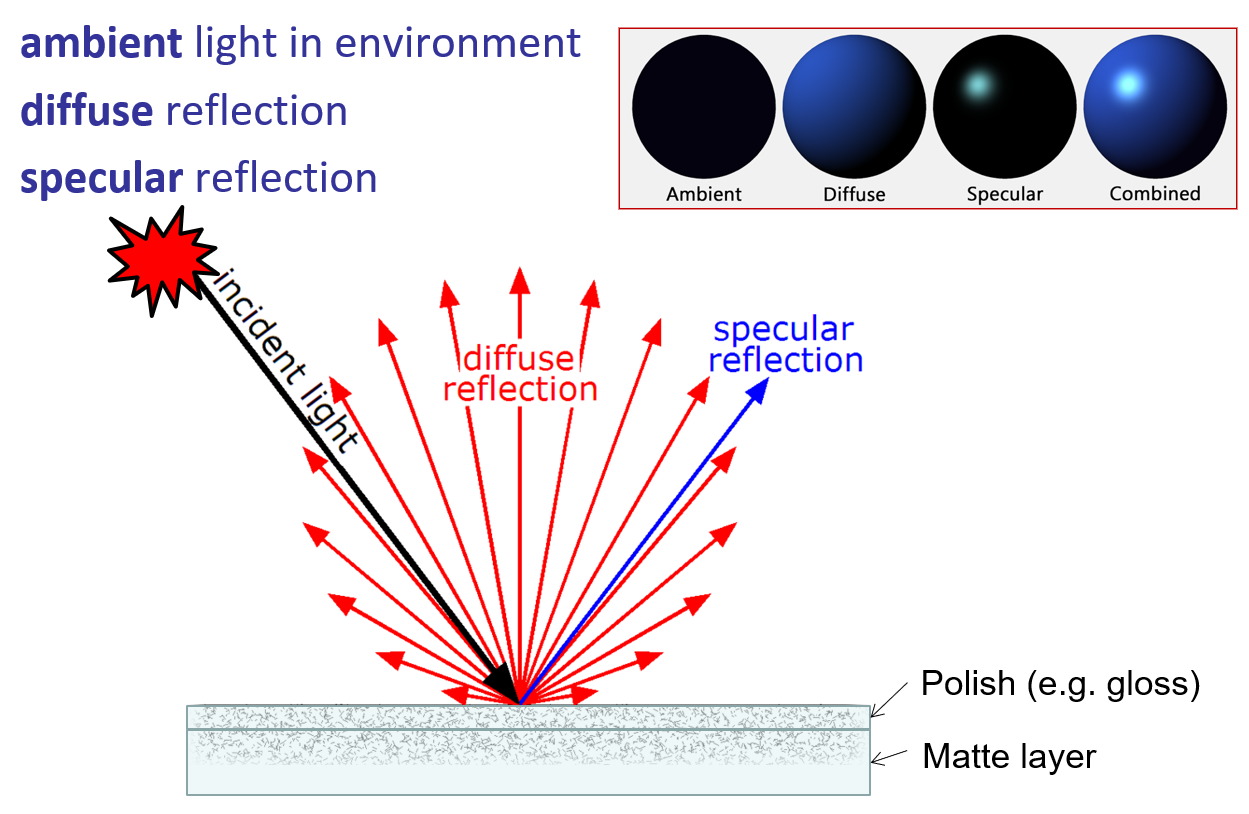 ambient light in environment
diffuse reflection
specular reflection
Ambient
Diffuse
Specular
Combined
incident light
diffuse
reflection
specular
reflection
Polish (e.g. gloss)
Matte layer